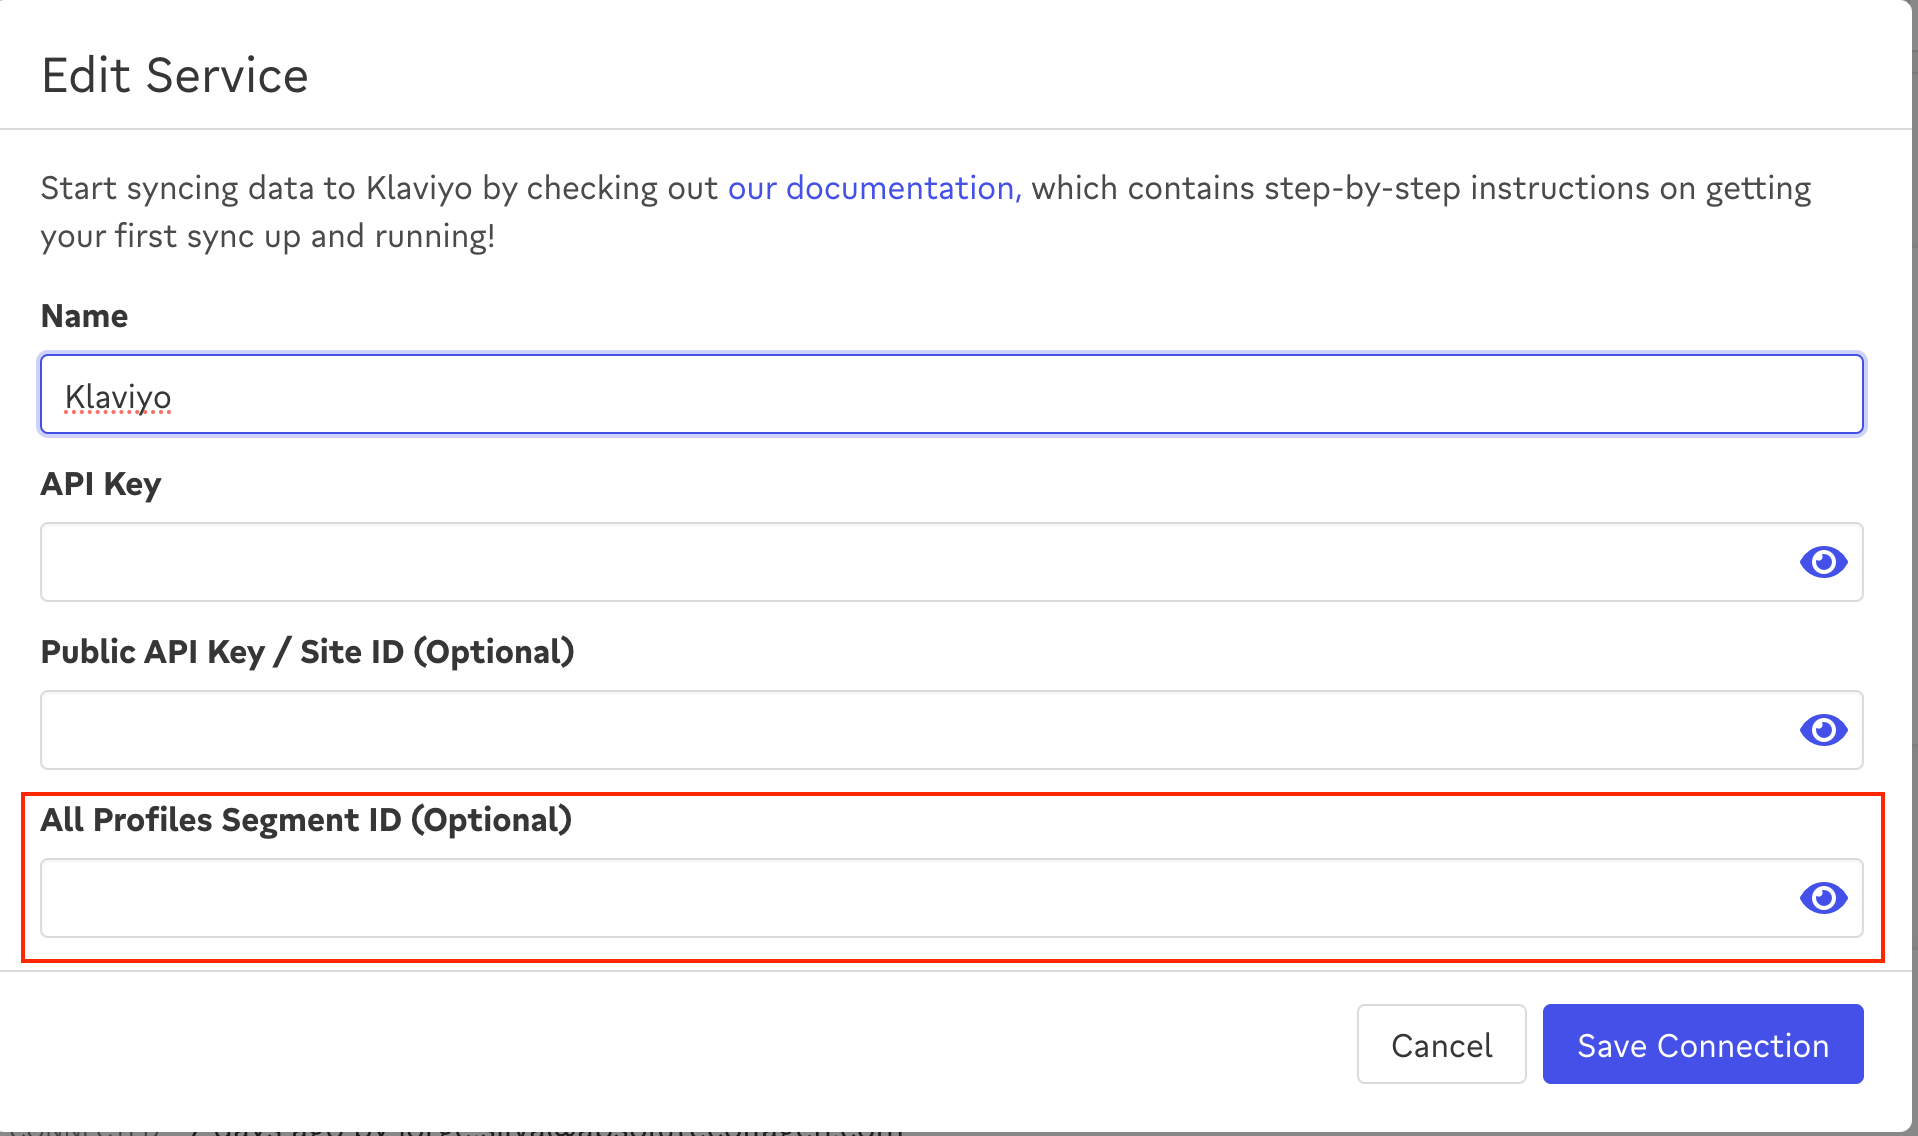 Edit Service
Start syncing data to Klaviyo by checking out our documentation, which contains step-by-step instructions on getting
your first sync up and running!
Name
Klaviyo
API Key
Public API Key / Site ID (Optional)
All Profiles Segment ID (Optional)
Cancel
Save Connection